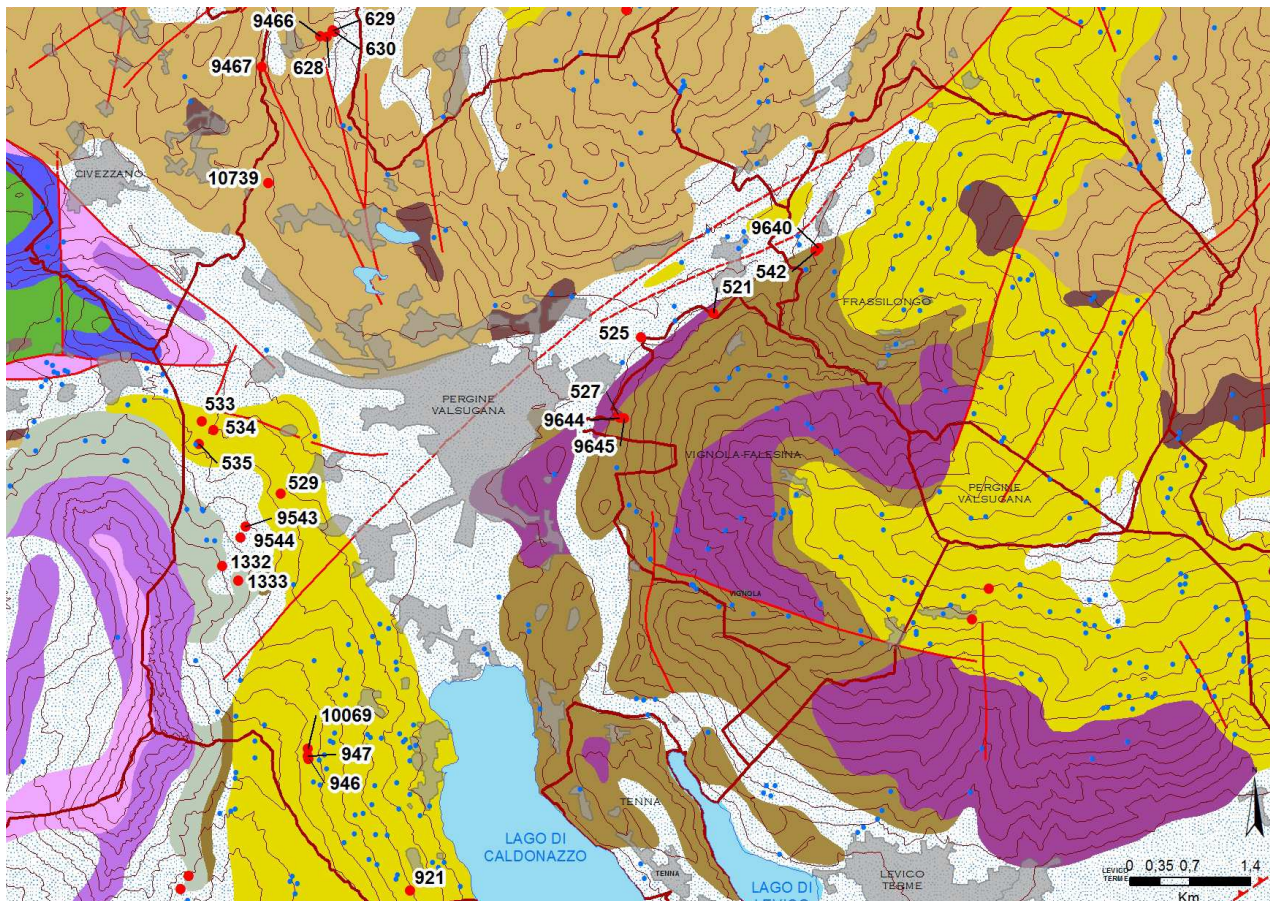 9466
629
630
628
9467
CIVEZZANO
10739
9640
542
521
FRASSILONGO
525
PERGINE
VALSUGANA
527
9644
9645
533
534
535
VIGNOLA-FALESINA
529
PERGINE
VALSUGANA
9543
9544
1332
1333
VIGNOLA
10069
947
946
TENNA
LAGO DI
CALDONAZZO
921
TENNA
LAGO DI
LEVICO
TERME
LEVICO
TERME
0 0,35 0,7 1,4
Km